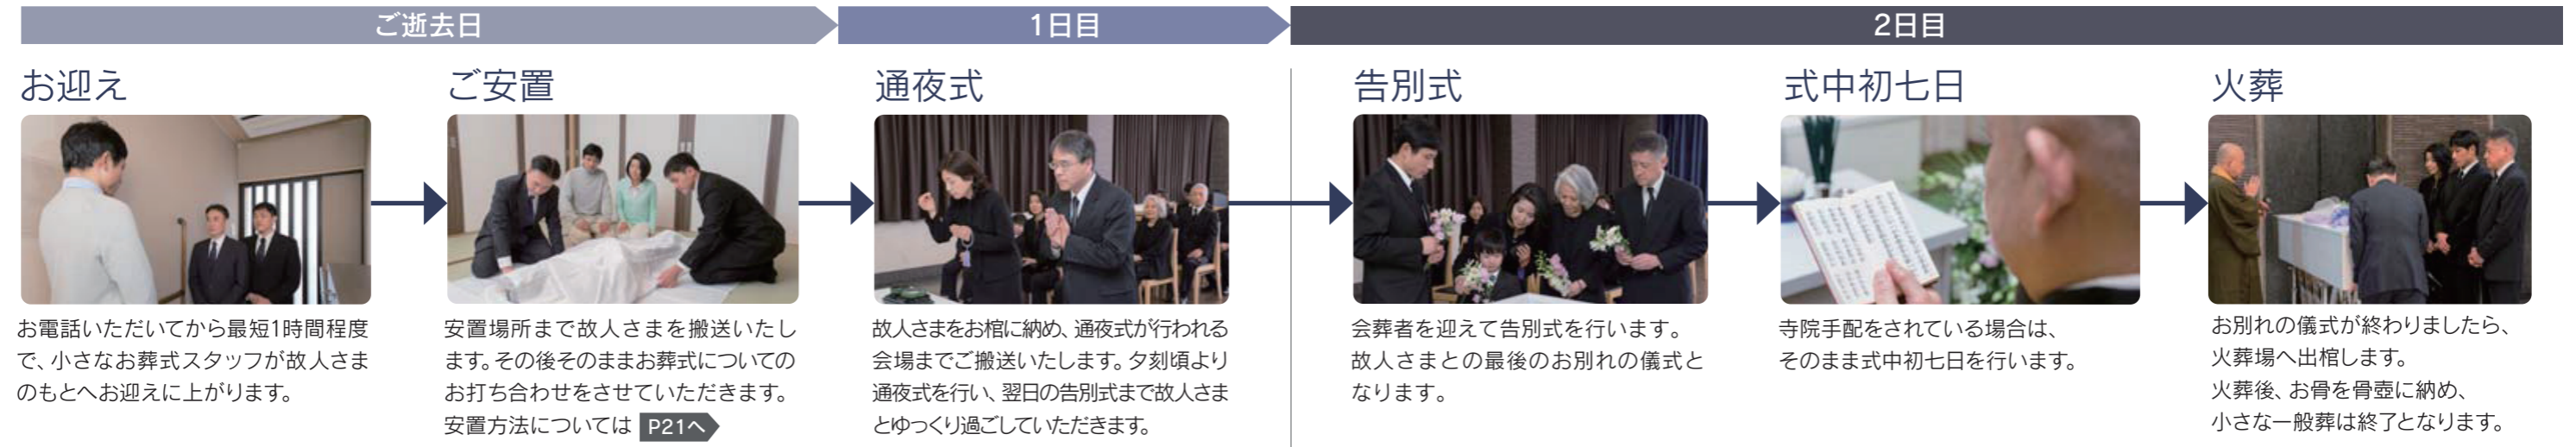 ご逝去日
1日目
2日目
お迎え
お電話いただいてから最短1時間程度
で、小さなお葬式スタッフが故人さま
のもとへお迎えに上がります。
ご安置
安置場所まで故人さまを搬送いたし
ます。その後そのままお葬式についての
お打ち合わせをさせていただきます。
安置方法については P21へ
通夜式
故人さまをお棺に納め、通夜式が行われる
会場までご搬送いたします。夕刻頃より
通夜式を行い、翌日の告別式まで故人さま
とゆっくり過ごしていただきます。
告別式
会葬者を迎えて告別式を行います。
故人さまとの最後のお別れの儀式と
なります。
式中初七日
寺院手配をされている場合は、
そのまま式中初七日を行います。
火葬
お別れの儀式が終わりましたら、
火葬場へ出棺します。
火葬後、お骨を骨壺に納め、
小さな一般葬は終了となります。